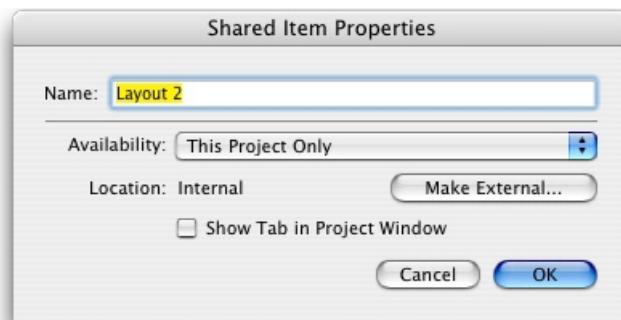 Shared Item Properties
Name: Layout 2
Availability: This Project Only
Location: Internal Make External...
Show Tab in Project Window
Cancel OK